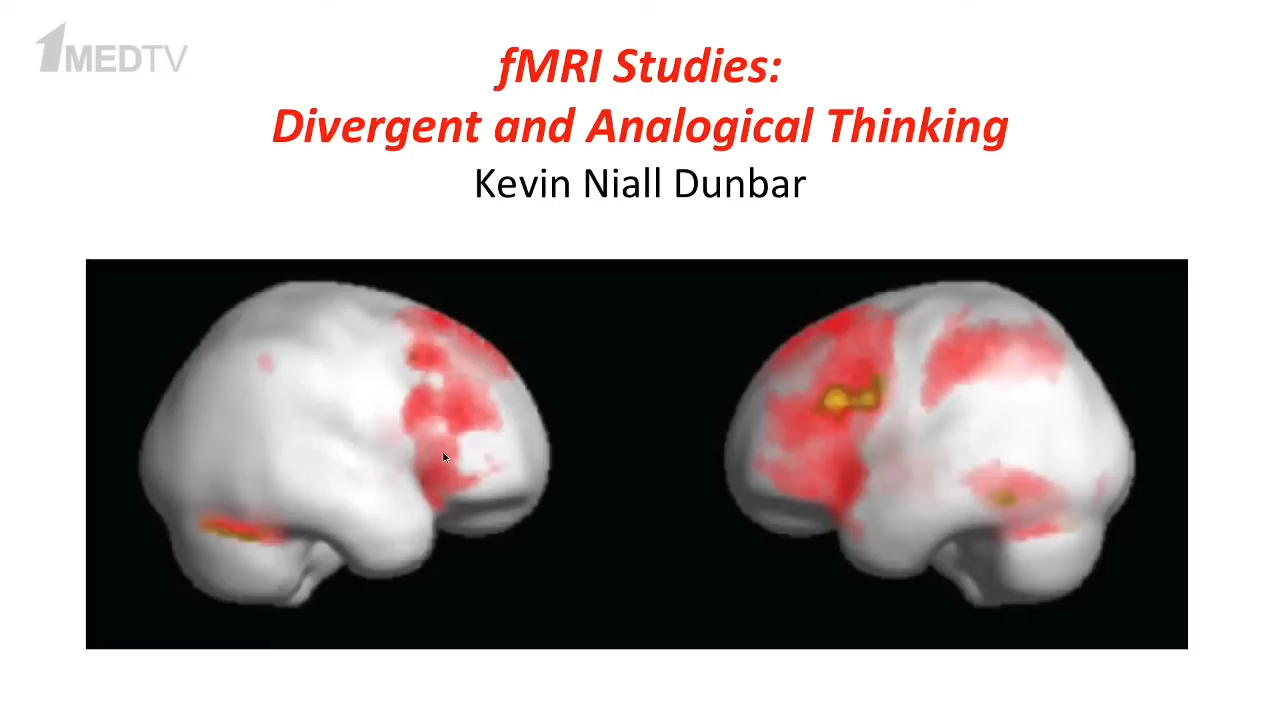 1MEDTV
fMRI Studies:
Divergent and Analogical Thinking
Kevin Niall Dunbar